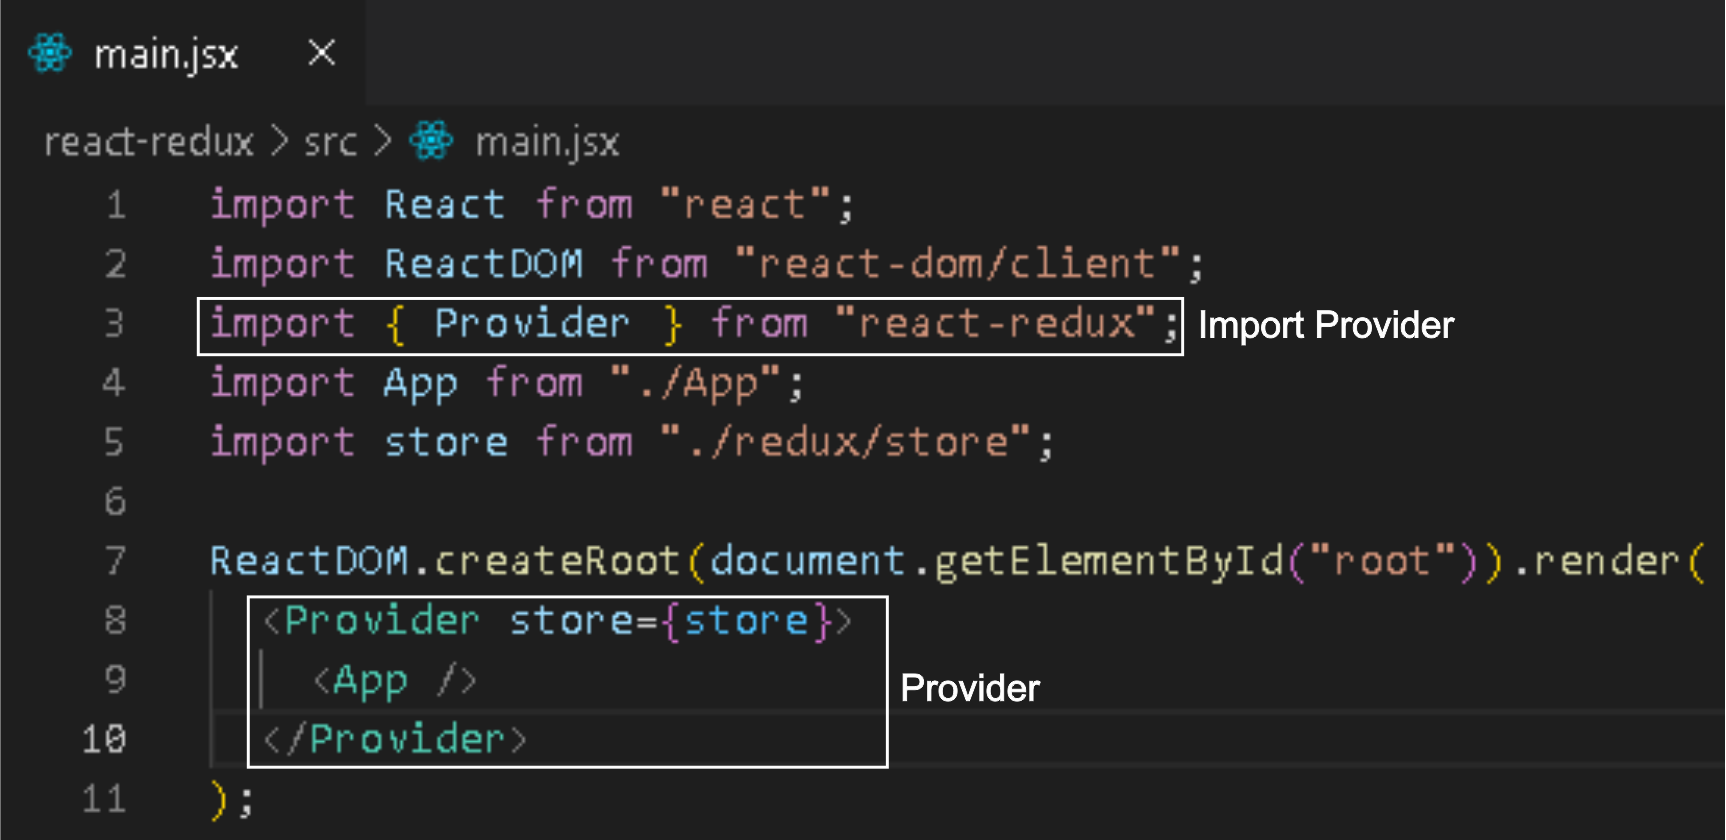 main.jsx ×
react-redux > src > main.jsx
1 import React from "react";
2 import ReactDOM from "react-dom/client";
3 import { Provider } from "react-redux"; Import Provider
4 import App from "./App";
5 import store from "./redux/store";
6
7 ReactDOM.createRoot(document.getElementById("root")).render(
8 <Provider store={store}>
9 <App /> Provider
10 </Provider>
11 );